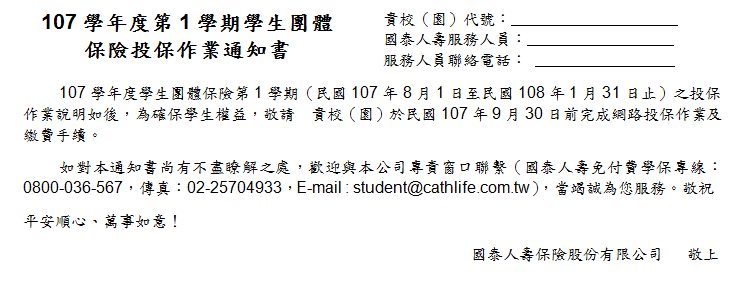 107 學年度第 1 學期學生團體
保險投保作業通知書
貴校（園）代號：
國泰人壽服務人員：
服務人員聯絡電話：
107 學年度學生團體保險第 1 學期（民國 107 年 8 月 1 日至民國 108 年 1 月 31 日止）之投保
作業說明如後，為確保學生權益，敬請　貴校（園）於民國 107 年 9 月 30 日前完成網路投保作業及
繳費手續。
如對本通知書尚有不盡瞭解之處，歡迎與本公司專責窗口聯繫（國泰人壽免付費學保專線：
0800-036-567，傳真：02-25704933，E-mail：student@cathlife.com.tw），當竭誠為您服務。敬祝
平安順心、萬事如意！
國泰人壽保險股份有限公司　敬上